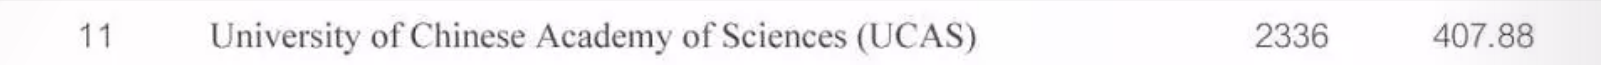 11 University of Chinese Academy of Sciences (UCAS) 2336 407.88